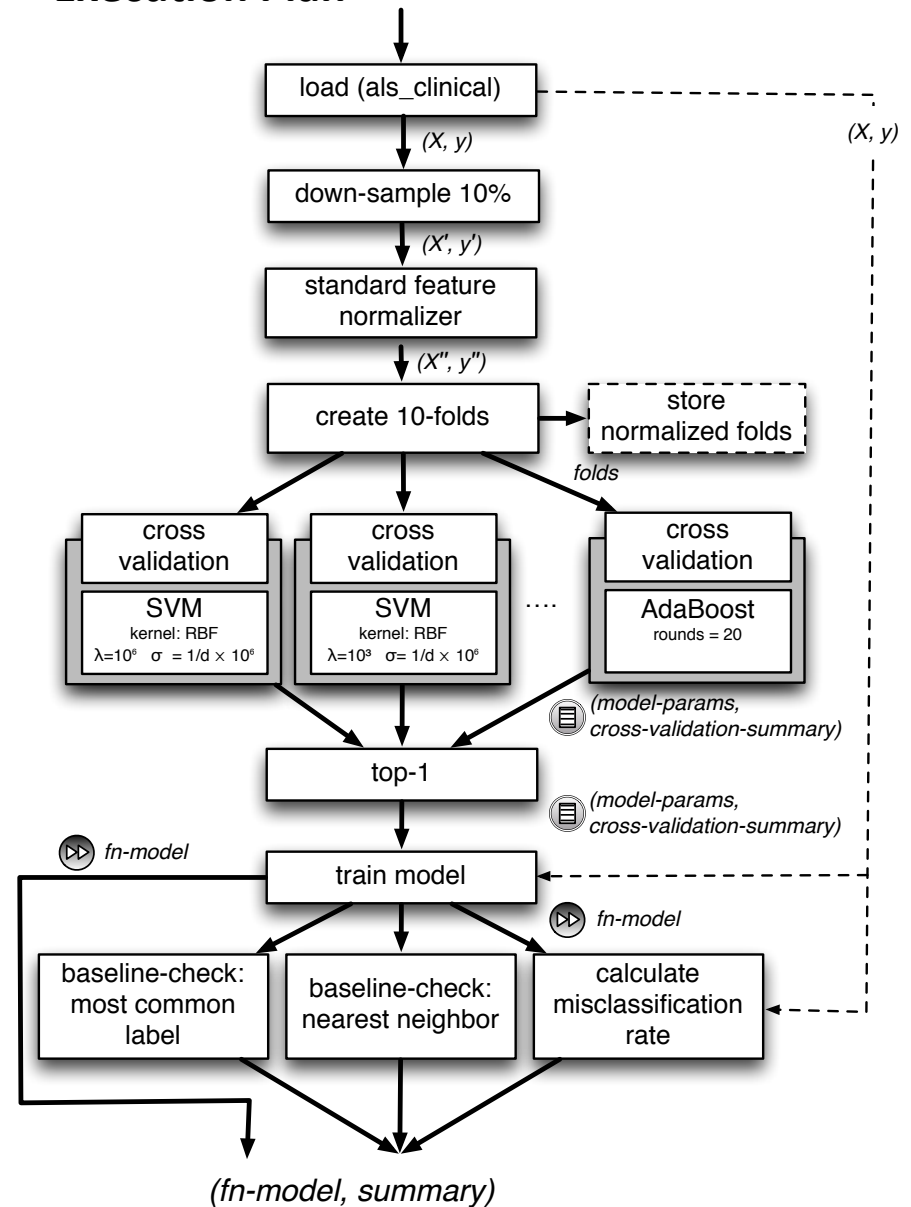 Execution Plan
load (als_clinical)
(X, y)
(X, y)
down-sample 10%
(X', y')
standard feature
normalizer
(X'', y'')
create 10-folds
store
normalized folds
folds
cross
validation
SVM
kernel: RBF
λ=10⁶ σ = 1/d × 10⁶
cross
validation
SVM
kernel: RBF
λ=10³ σ= 1/d × 10⁶
....
cross
validation
AdaBoost
rounds = 20
(model-params,
cross-validation-summary)
top-1
(model-params,
cross-validation-summary)
fn-model
train model
fn-model
baseline-check:
most common
label
baseline-check:
nearest neighbor
calculate
misclassification
rate
(fn-model, summary)